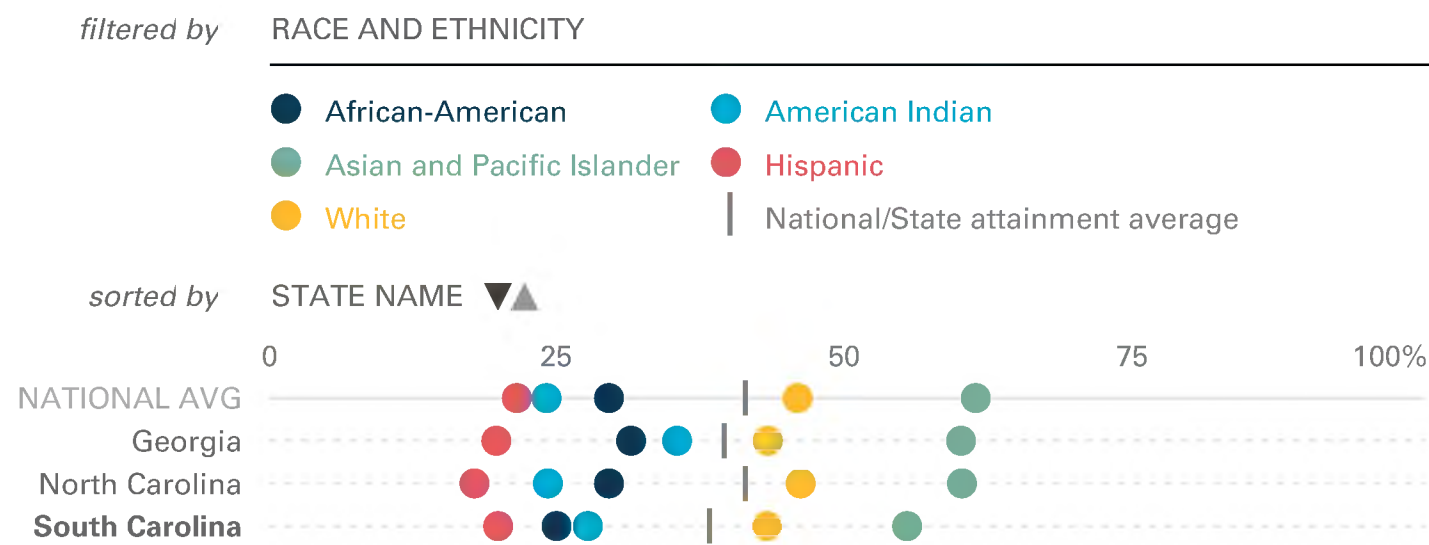 filtered by RACE AND ETHNICITY
African-American American Indian
Asian and Pacific Islander Hispanic
White National/State attainment average
sorted by STATE NAME
0 25 50 75 100%
NATIONAL AVG
Georgia
North Carolina
South Carolina